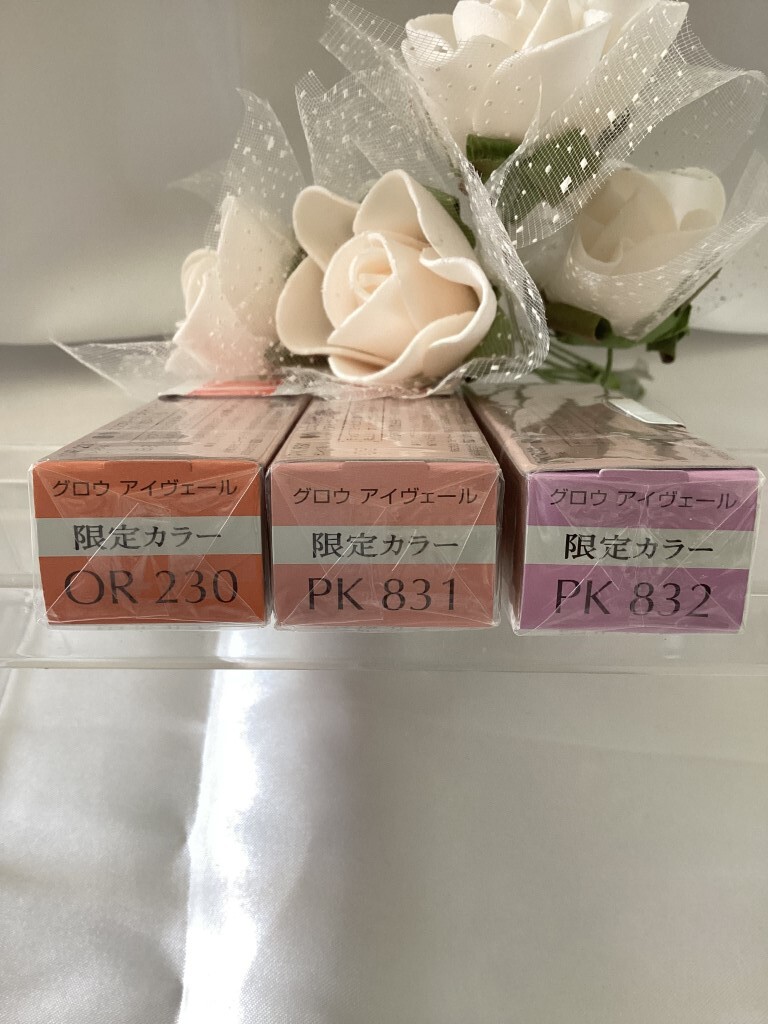 グロウ アイヴェール
限定カラー
OR 230
グロウ アイヴェール
限定カラー
PK 831
グロウ アイヴェール
限定カラー
PK 832